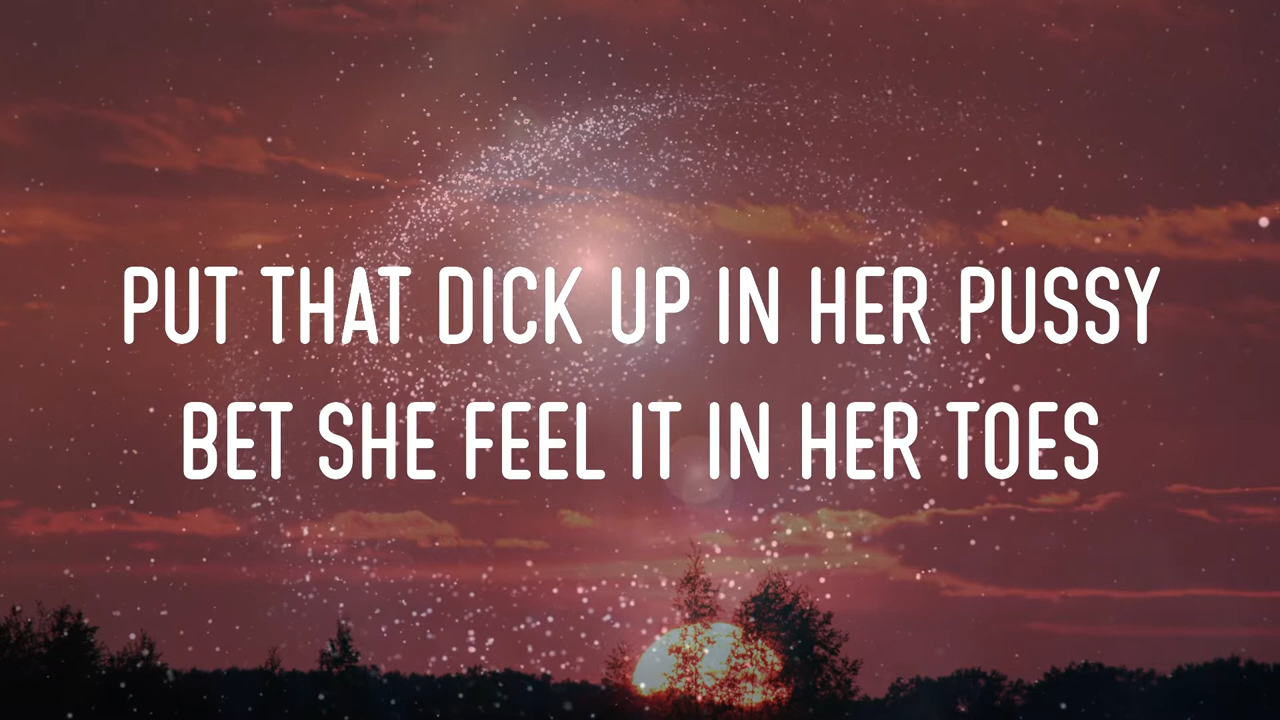 PUT THAT DICK UP IN HER PUSSY
BET SHE FEEL IT IN HER TOES